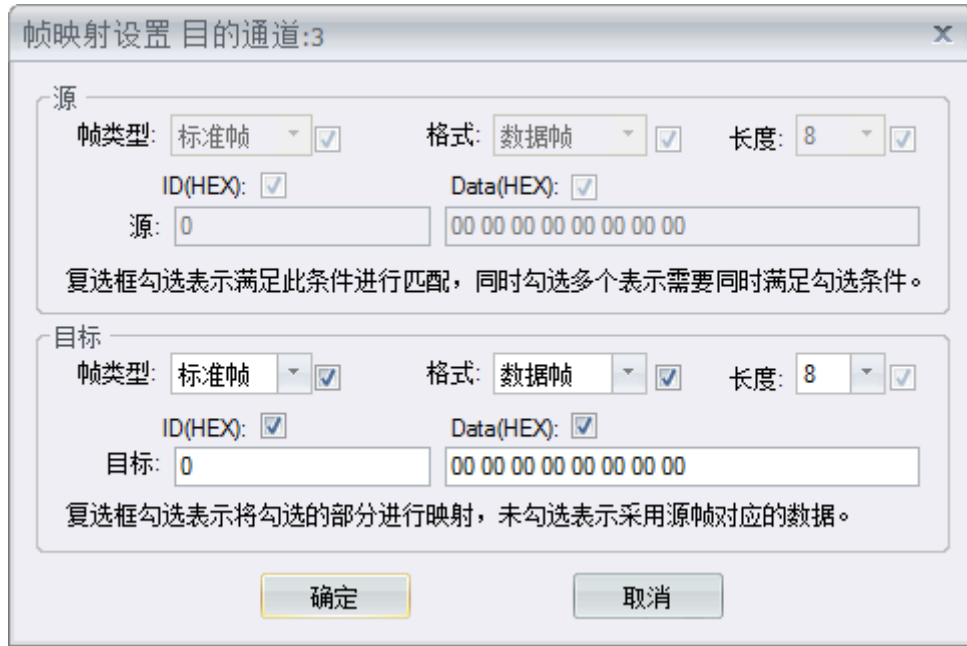 帧映射设置 目的通道:3
源
帧类型: 标准帧 格式: 数据帧 长度: 8
ID(HEX): Data(HEX):
源: 0 00 00 00 00 00 00 00 00
复选框勾选表示满足此条件进行匹配，同时勾选多个表示需要同时满足勾选条件。
目标
帧类型: 标准帧 格式: 数据帧 长度: 8
ID(HEX): Data(HEX):
目标: 0 00 00 00 00 00 00 00 00
复选框勾选表示将勾选的部分进行映射，未勾选表示采用源帧对应的数据。
确定 取消